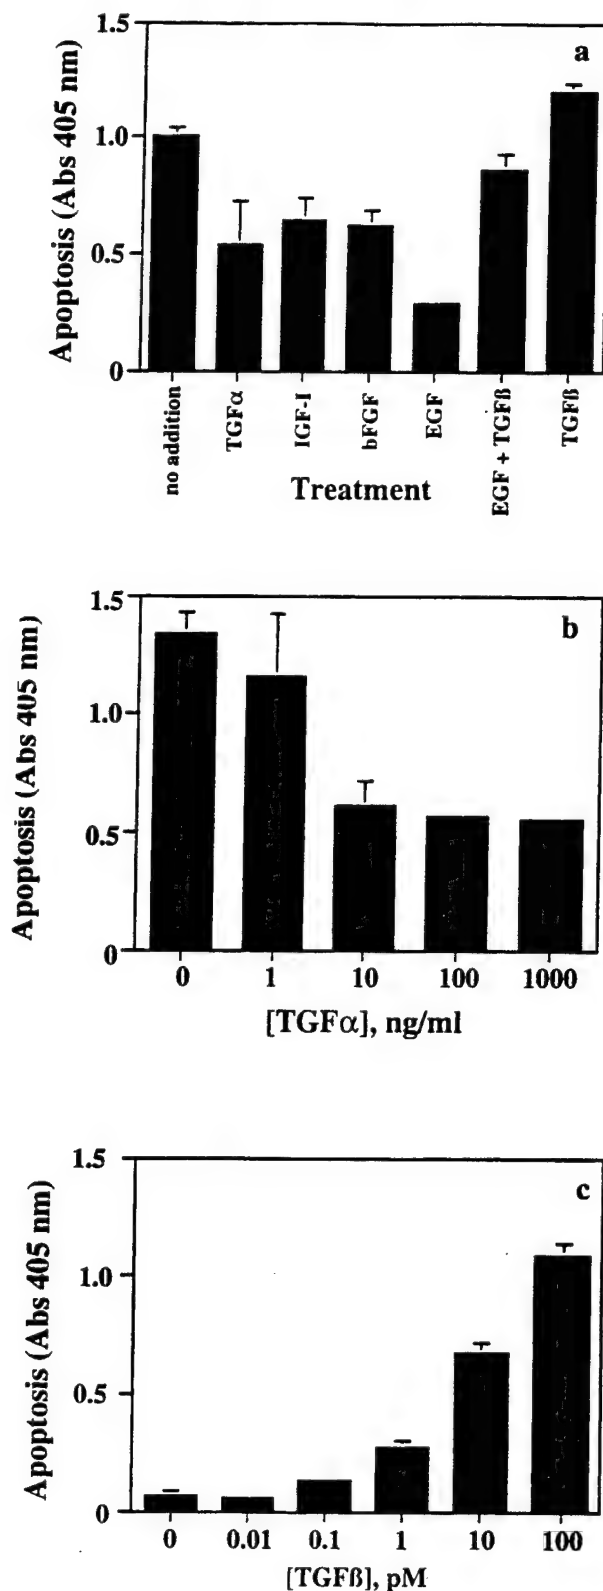 a
Apoptosis (Abs 405 nm)
1.5
1.0
0.5
0
no addition
TGFα
IGF-I
bFGF
EGF
EGF + TGFß
TGFß
Treatment
b
Apoptosis (Abs 405 nm)
1.5
1.0
0.5
0
0 1 10 100 1000
[TGFα], ng/ml
c
Apoptosis (Abs 405 nm)
1.5
1.0
0.5
0
0 0.01 0.1 1 10 100
[TGFß], pM